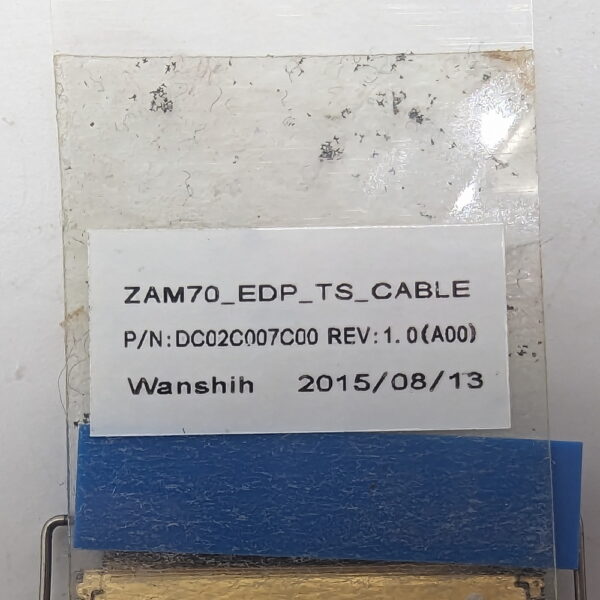 ZAM70_EDP_TS_CABLE
P/N:DC02C007C00 REV:1.0(A00)
Wanshih 2015/08/13